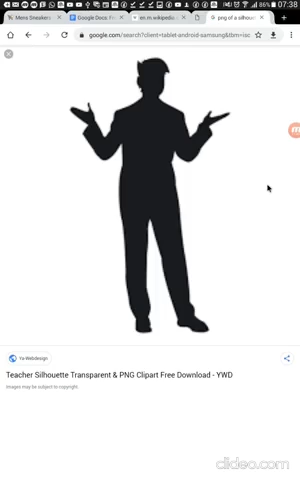 86% 07:38
Mens Sneakers
Google Docs: Fr
en.m.wikipedia.
png of a silhouet
google.com/search?client=tablet-android-samsung&tbm=isc
Ya-Webdesign
Teacher Silhouette Transparent & PNG Clipart Free Download - YWD
Images may be subject to copyright.
clideo.com